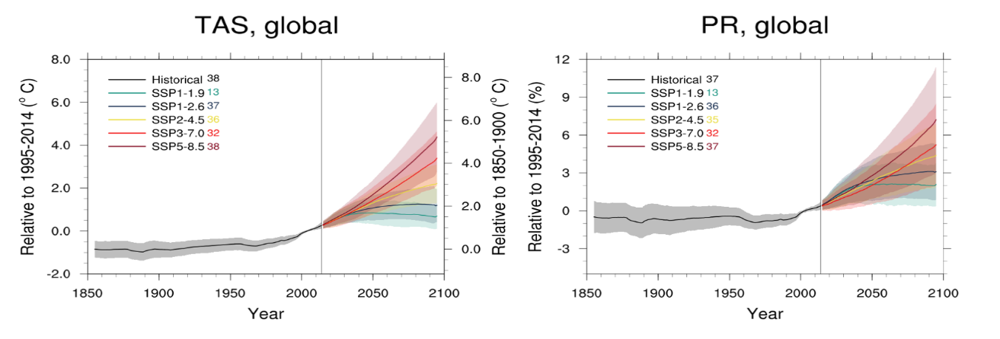 TAS, global
8.0
6.0
4.0
2.0
0.0
-2.0
Relative to 1995-2014 (° C)
Historical 38
SSP1-1.9 13
SSP1-2.6 37
SSP2-4.5 36
SSP3-7.0 32
SSP5-8.5 38
8.0
6.0
4.0
2.0
0.0
Relative to 1850-1900 (° C)
1850 1900 1950 2000 2050 2100
Year
PR, global
12
9
6
3
0
-3
Relative to 1995-2014 (%)
Historical 37
SSP1-1.9 13
SSP1-2.6 36
SSP2-4.5 35
SSP3-7.0 32
SSP5-8.5 37
1850 1900 1950 2000 2050 2100
Year